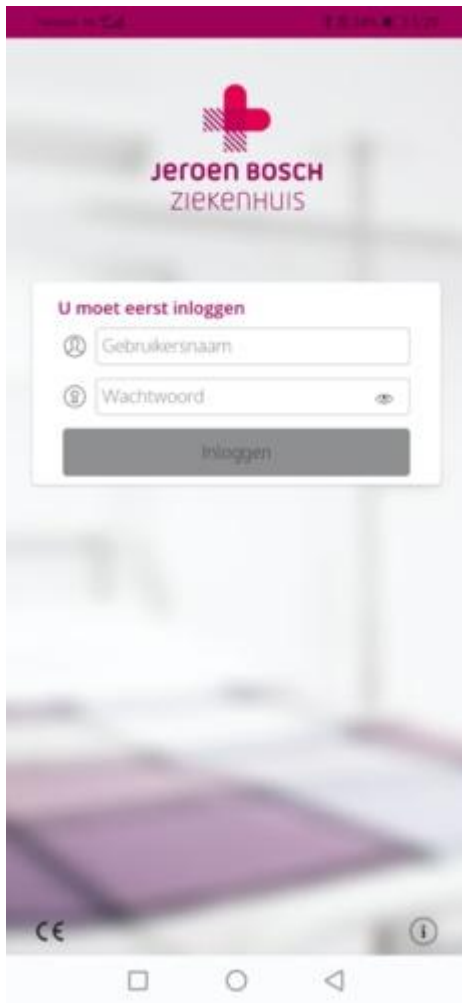 Jeroen Bosch
ZIEKENHUIS
U moet eerst inloggen
Gebruikersnaam
Wachtwoord
Inloggen
CE
i